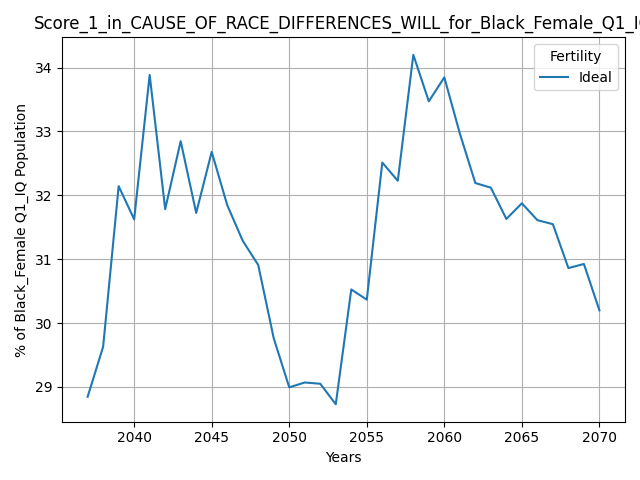 Score_1_in_CAUSE_OF_RACE_DIFFERENCES_WILL_for_Black_Female_Q1_IQ
% of Black_Female Q1_IQ Population
34
33
32
31
30
29
Fertility
Ideal
2040 2045 2050 2055 2060 2065 2070
Years